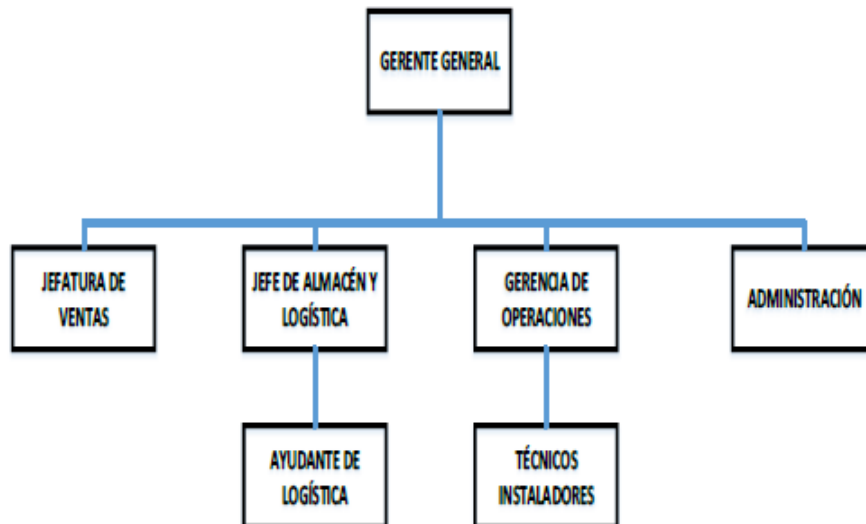 GERENTE GENERAL
JEFATURA DE
VENTAS
JEFE DE ALMACÉN Y
LOGÍSTICA
GERENCIA DE
OPERACIONES
ADMINISTRACIÓN
AYUDANTE DE
LOGÍSTICA
TÉCNICOS
INSTALADORES